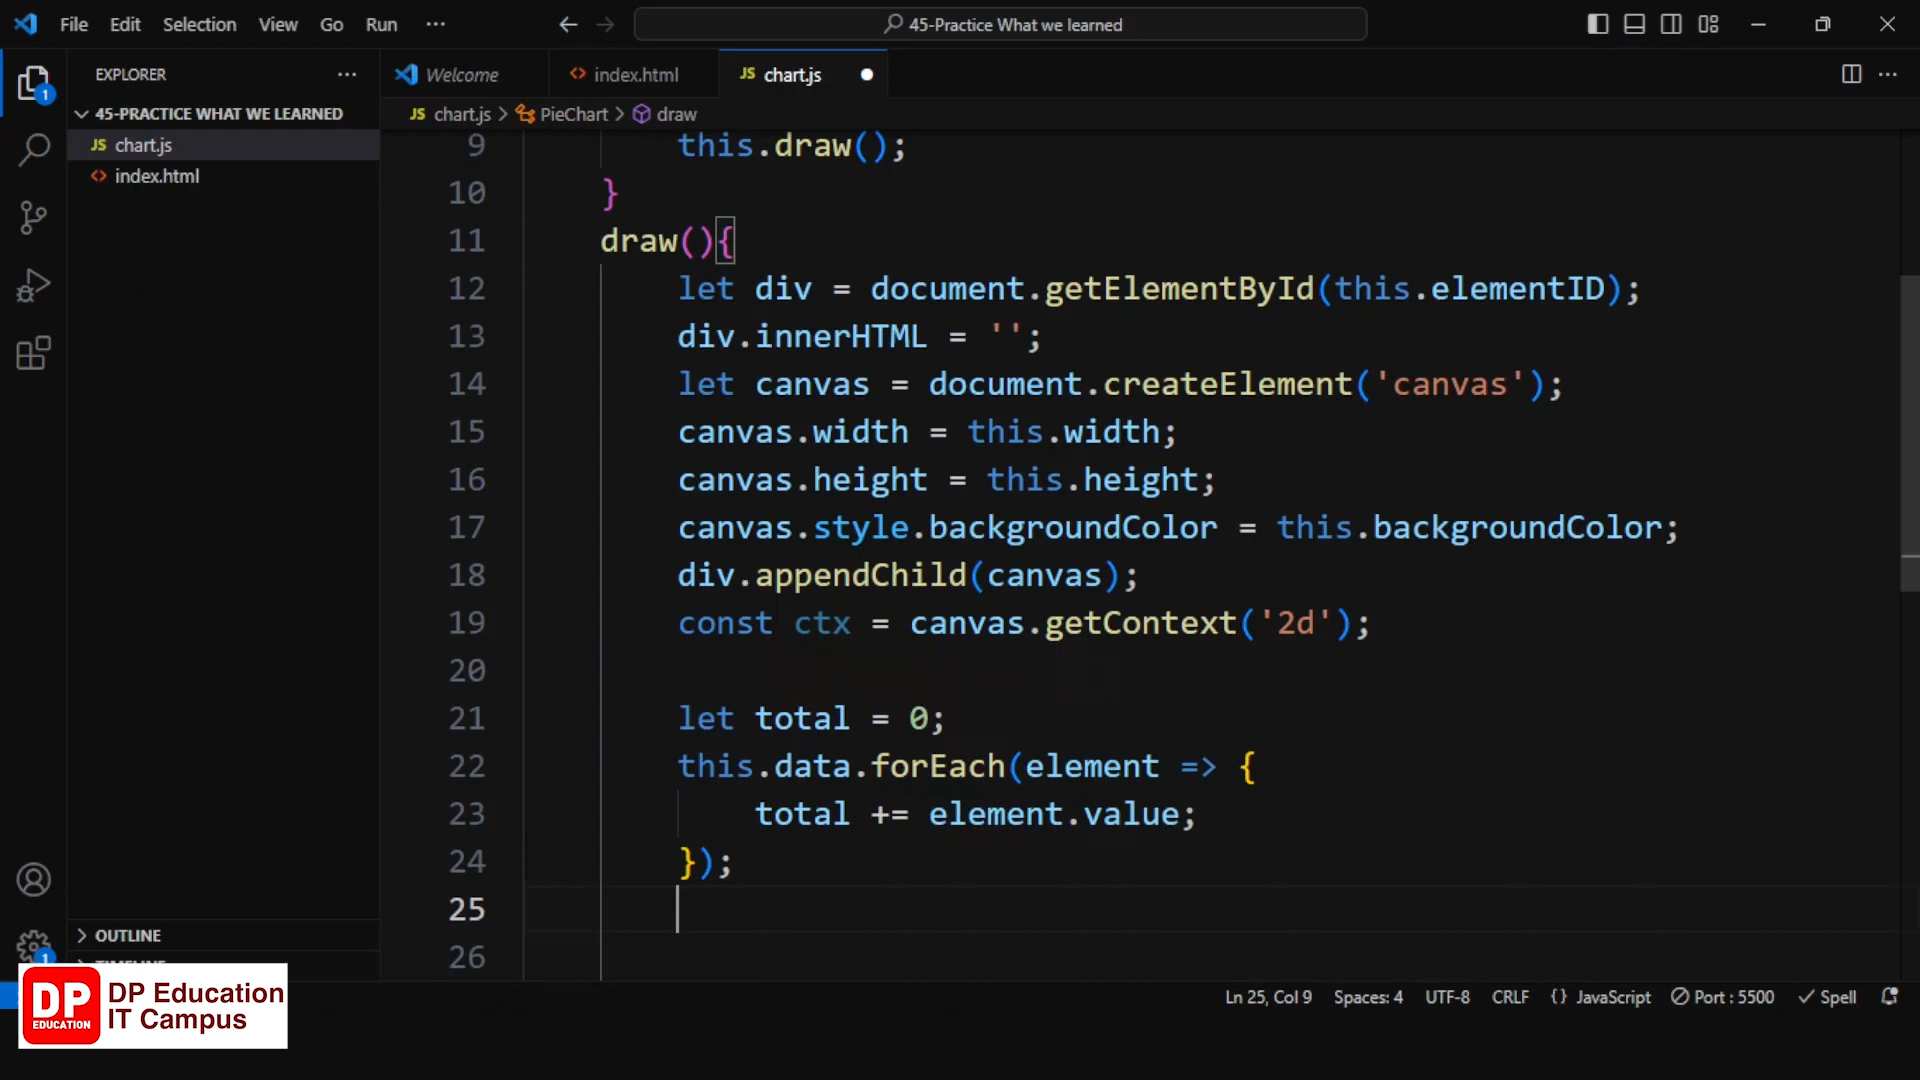 File Edit Selection View Go Run ... 45-Practice What we learned
EXPLORER ...
Welcome index.html JS chart.js
45-PRACTICE WHAT WE LEARNED
JS chart.js > PieChart > draw
JS chart.js
index.html
9 this.draw();
10 }
11 draw(){
12 let div = document.getElementById(this.elementID);
13 div.innerHTML = '';
14 let canvas = document.createElement('canvas');
15 canvas.width = this.width;
16 canvas.height = this.height;
17 canvas.style.backgroundColor = this.backgroundColor;
18 div.appendChild(canvas);
19 const ctx = canvas.getContext('2d');
20
21 let total = 0;
22 this.data.forEach(element => {
23 total += element.value;
24 });
25
26
1
OUTLINE
1
DP EDUCATION
DP Education
IT Campus
Ln 25, Col 9 Spaces: 4 UTF-8 CRLF {} JavaScript Port : 5500 Spell